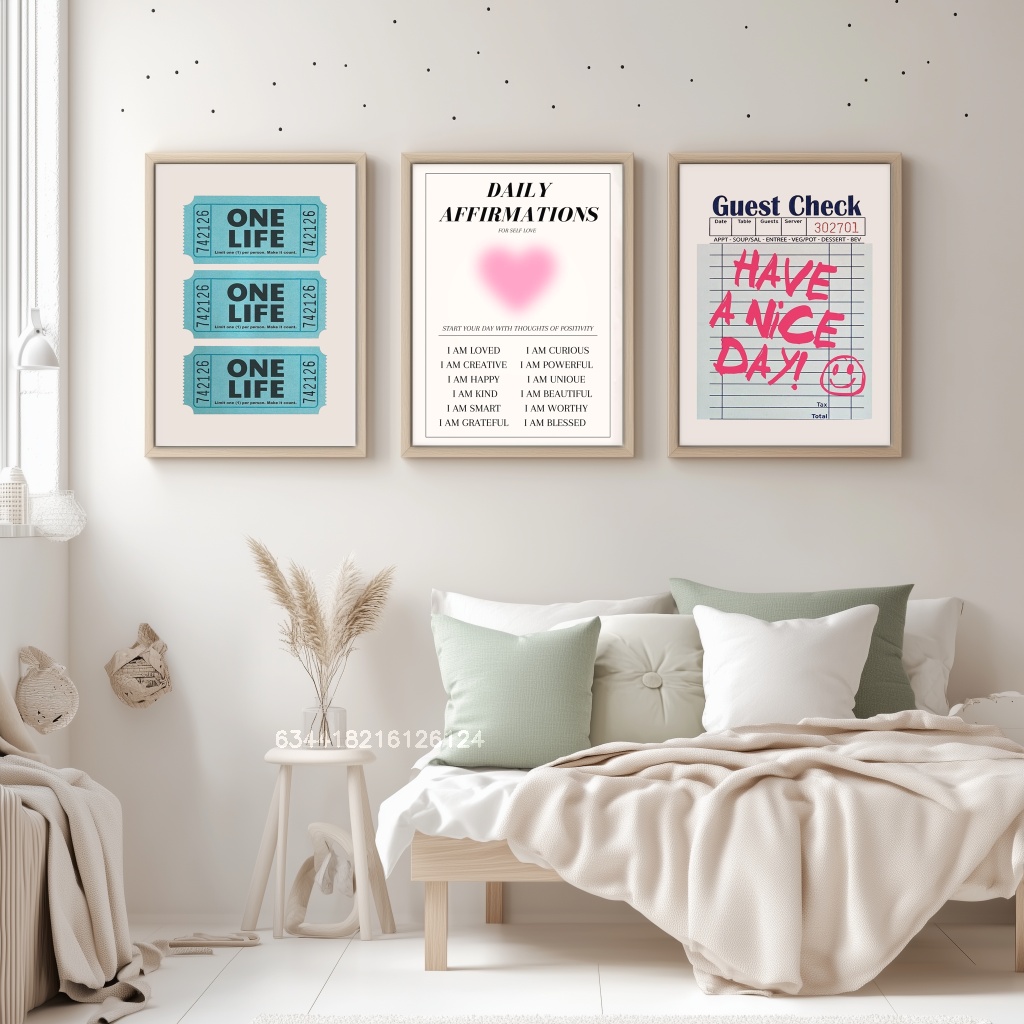 742126
ONE
LIFE
Limit one (1) per person. Make it count.
742126
742126
ONE
LIFE
Limit one (1) per person. Make it count.
742126
742126
ONE
LIFE
Limit one (1) per person. Make it count.
742126
DAILY
AFFIRMATIONS
FOR SELF LOVE
START YOUR DAY WITH THOUGHTS OF POSITIVITY
I AM LOVED I AM CURIOUS
I AM CREATIVE I AM POWERFUL
I AM HAPPY I AM UNIQUE
I AM KIND I AM BEAUTIFUL
I AM SMART I AM WORTHY
I AM GRATEFUL I AM BLESSED
Guest Check
Date Table Guests Server
302701
APPT - SOUP/SAL - ENTREE - VEG/POT - DESSERT - BEV
HAVE
A NiCE
DAY!
Tax
Total
18216126124